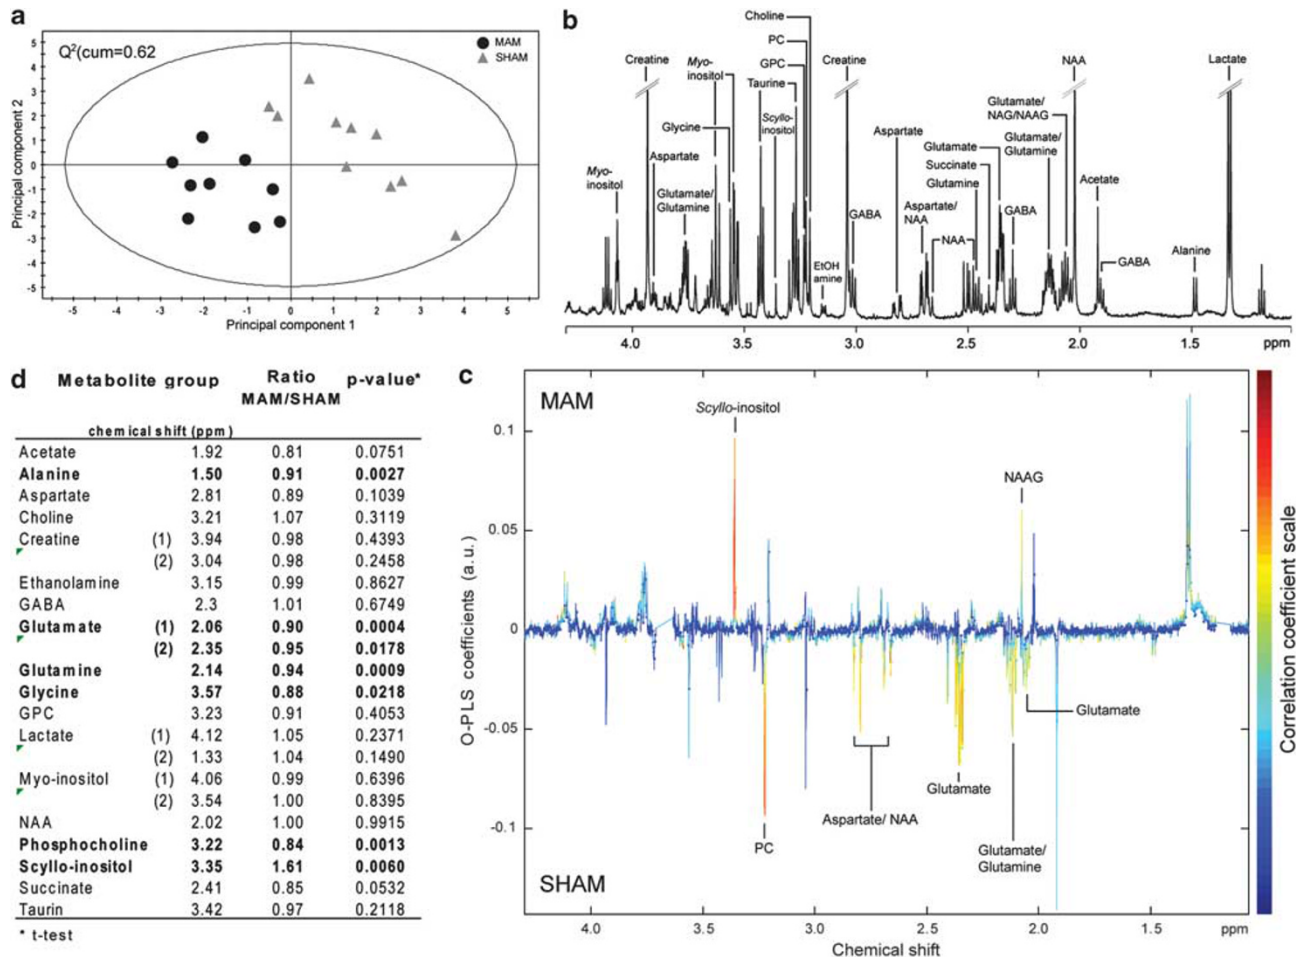 a
Q²(cum=0.62
MAM
SHAM
Principal component 2
5
4
3
2
1
0
-1
-2
-3
-4
-5
-5 -4 -3 -2 -1 0 1 2 3 4 5
Principal component 1
b
Choline
PC
GPC
Taurine
Creatine
Myo-
inositol
Glycine
Scyllo-
inositol
Aspartate
Myo-
inositol
Glutamate/
Glutamine
Creatine
GABA
EtOH
amine
Aspartate
Aspartate/
NAA
NAA
Glutamate
Succinate
Glutamine
GABA
NAA
Glutamate/
NAG/NAAG
Glutamate/
Glutamine
Acetate
GABA
Alanine
Lactate
4.0 3.5 3.0 2.5 2.0 1.5 ppm
d
Metabolite group Ratio MAM/SHAM p-value*
chemical shift (ppm)
Acetate 1.92 0.81 0.0751
Alanine 1.50 0.91 0.0027
Aspartate 2.81 0.89 0.1039
Choline 3.21 1.07 0.3119
Creatine (1) 3.94 0.98 0.4393
(2) 3.04 0.98 0.2458
Ethanolamine 3.15 0.99 0.8627
GABA 2.3 1.01 0.6749
Glutamate (1) 2.06 0.90 0.0004
(2) 2.35 0.95 0.0178
Glutamine 2.14 0.94 0.0009
Glycine 3.57 0.88 0.0218
GPC 3.23 0.91 0.4053
Lactate (1) 4.12 1.05 0.2371
(2) 1.33 1.04 0.1490
Myo-inositol (1) 4.06 0.99 0.6396
(2) 3.54 1.00 0.8395
NAA 2.02 1.00 0.9915
Phosphocholine 3.22 0.84 0.0013
Scyllo-inositol 3.35 1.61 0.0060
Succinate 2.41 0.85 0.0532
Taurin 3.42 0.97 0.2118
* t-test
c
MAM
Scyllo-inositol
NAAG
O-PLS coefficients (a.u.)
0.1
0.05
0
-0.05
-0.1
Glutamate
Glutamate
Aspartate/ NAA
PC
Glutamate/
Glutamine
SHAM
4.0 3.5 3.0 2.5 2.0 1.5 ppm
Chemical shift
Correlation coefficient scale